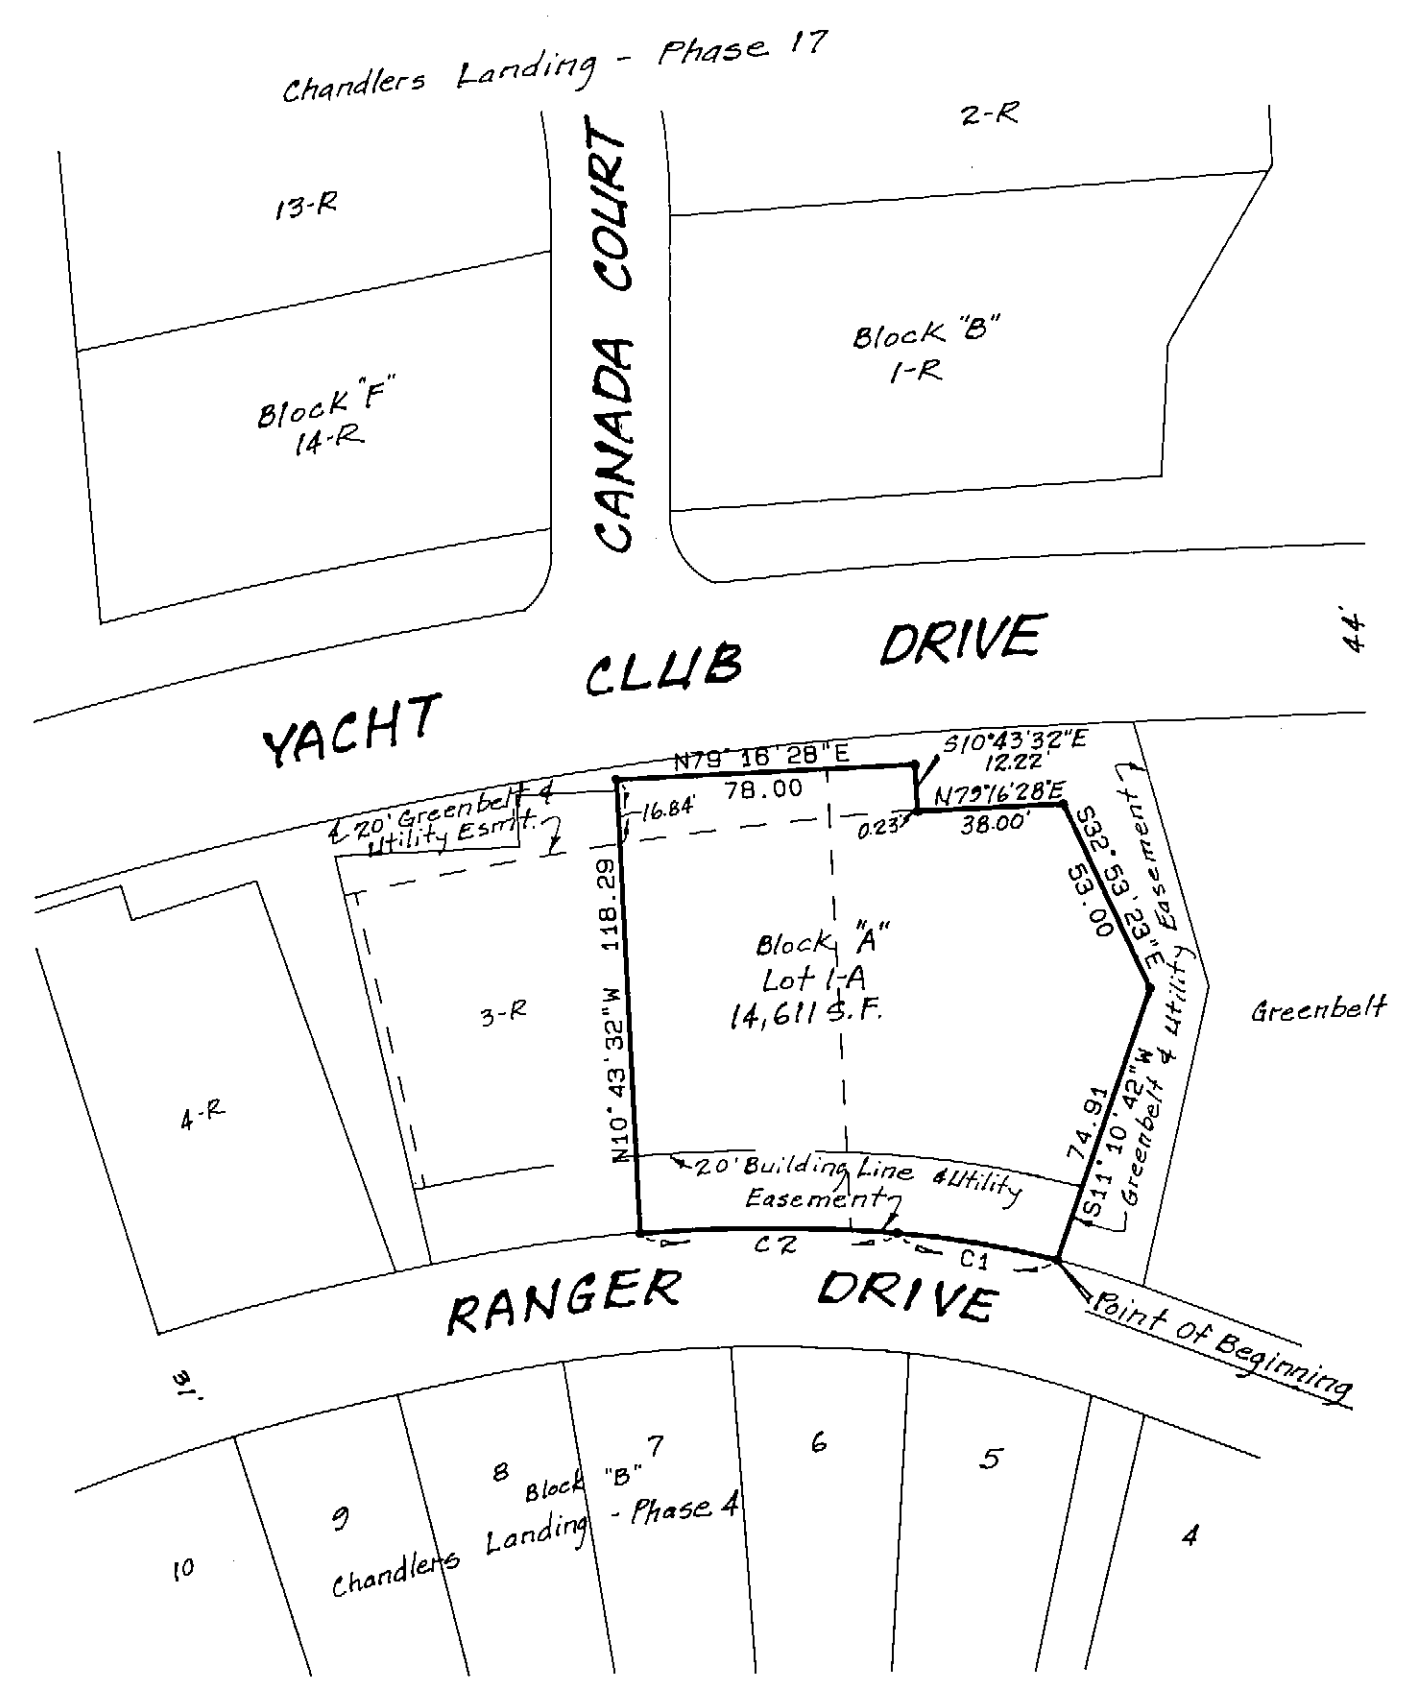 Chandlers Landing - Phase 17
2-R
13-R
CANADA COURT
Block "B"
1-R
Block "F"
14-R
44'
YACHT CLUB DRIVE
N79°16'28"E
78.00
S10°43'32"E
12.22'
N79°16'28"E
38.00'
0.23'
16.84'
& 20' Greenbelt &
Utility Esmt.
S32°53'23"E
53.00
Greenbelt & Utility Easement
118.29
N10°43'32"W
Block "A"
Lot 1-A
14,611 S.F.
3-R
4-R
Greenbelt
74.91
S11°10'42"W
20' Building Line & Utility
Easement
C2
C1
RANGER DRIVE
Point Of Beginning
31'
10
9
8
7
6
5
4
Block "B"
Chandlers Landing - Phase 4